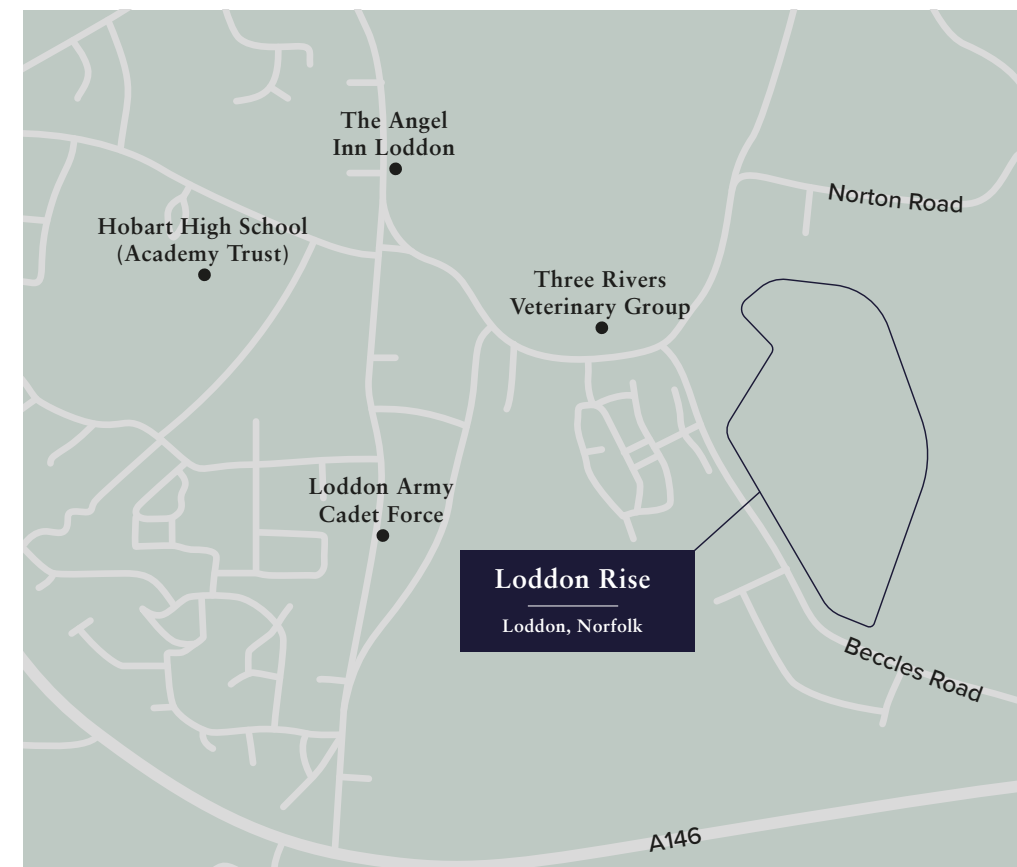 The Angel
Inn Loddon
Norton Road
Hobart High School
(Academy Trust)
Three Rivers
Veterinary Group
Loddon Army
Cadet Force
Loddon Rise
Loddon, Norfolk
Beccles Road
A146